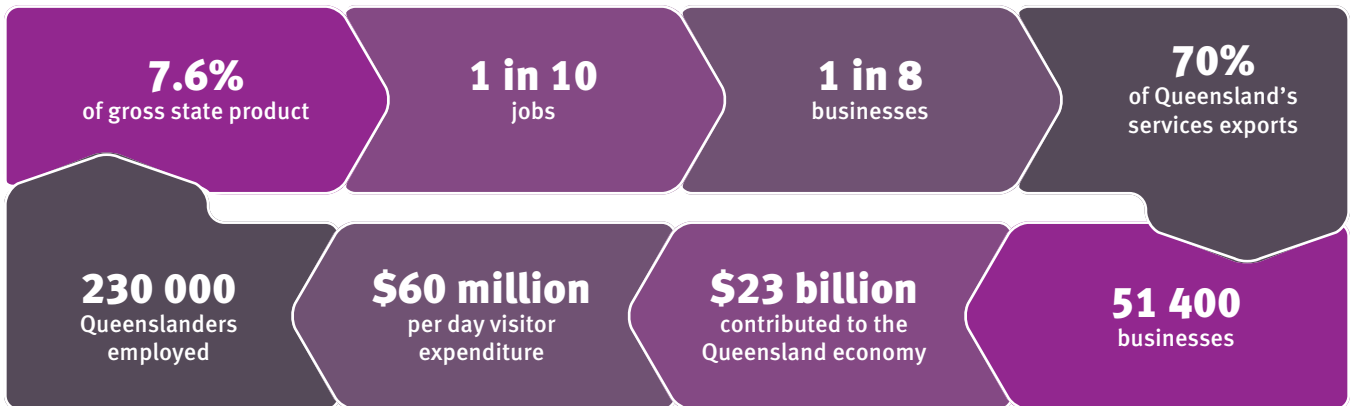 7.6%
of gross state product
1 in 10
jobs
1 in 8
businesses
70%
of Queensland’s
services exports
51 400
businesses
$23 billion
contributed to the
Queensland economy
$60 million
per day visitor
expenditure
230 000
Queenslanders
employed